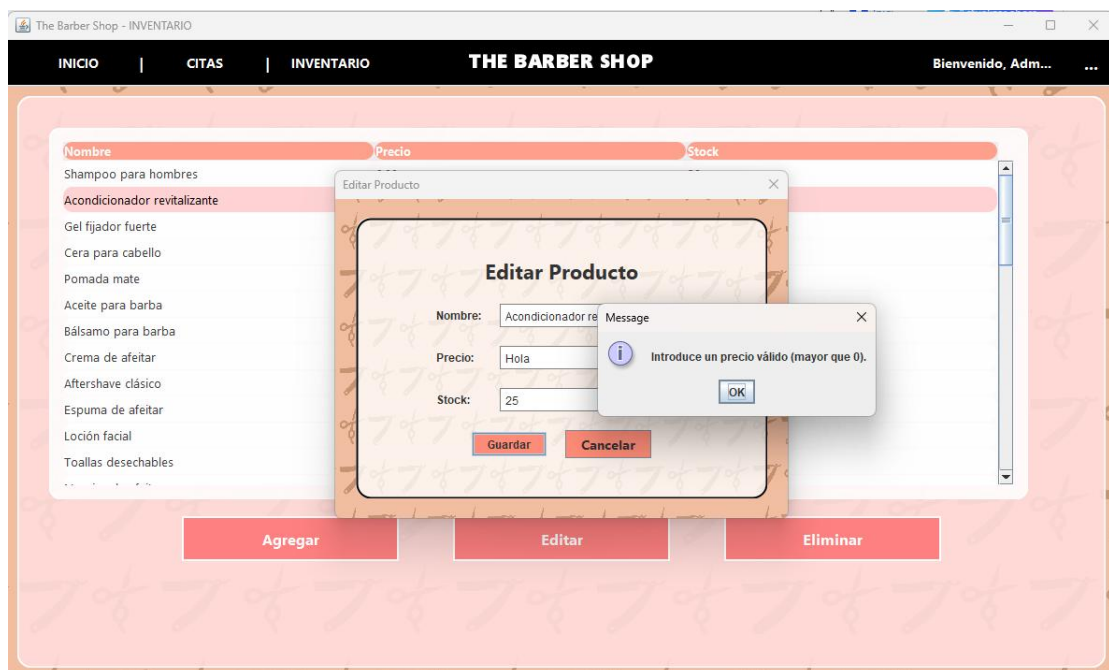 The Barber Shop - INVENTARIO
INICIO | CITAS | INVENTARIO THE BARBER SHOP Bienvenido, Adm... ...
Nombre Precio Stock
Shampoo para hombres
Acondicionador revitalizante
Gel fijador fuerte
Cera para cabello
Pomada mate
Aceite para barba
Bálsamo para barba
Crema de afeitar
Aftershave clásico
Espuma de afeitar
Loción facial
Toallas desechables
Editar Producto
Editar Producto
Nombre: Acondicionador re
Precio: Hola
Stock: 25
Guardar Cancelar
Message
Introduce un precio válido (mayor que 0).
OK
Agregar Editar Eliminar